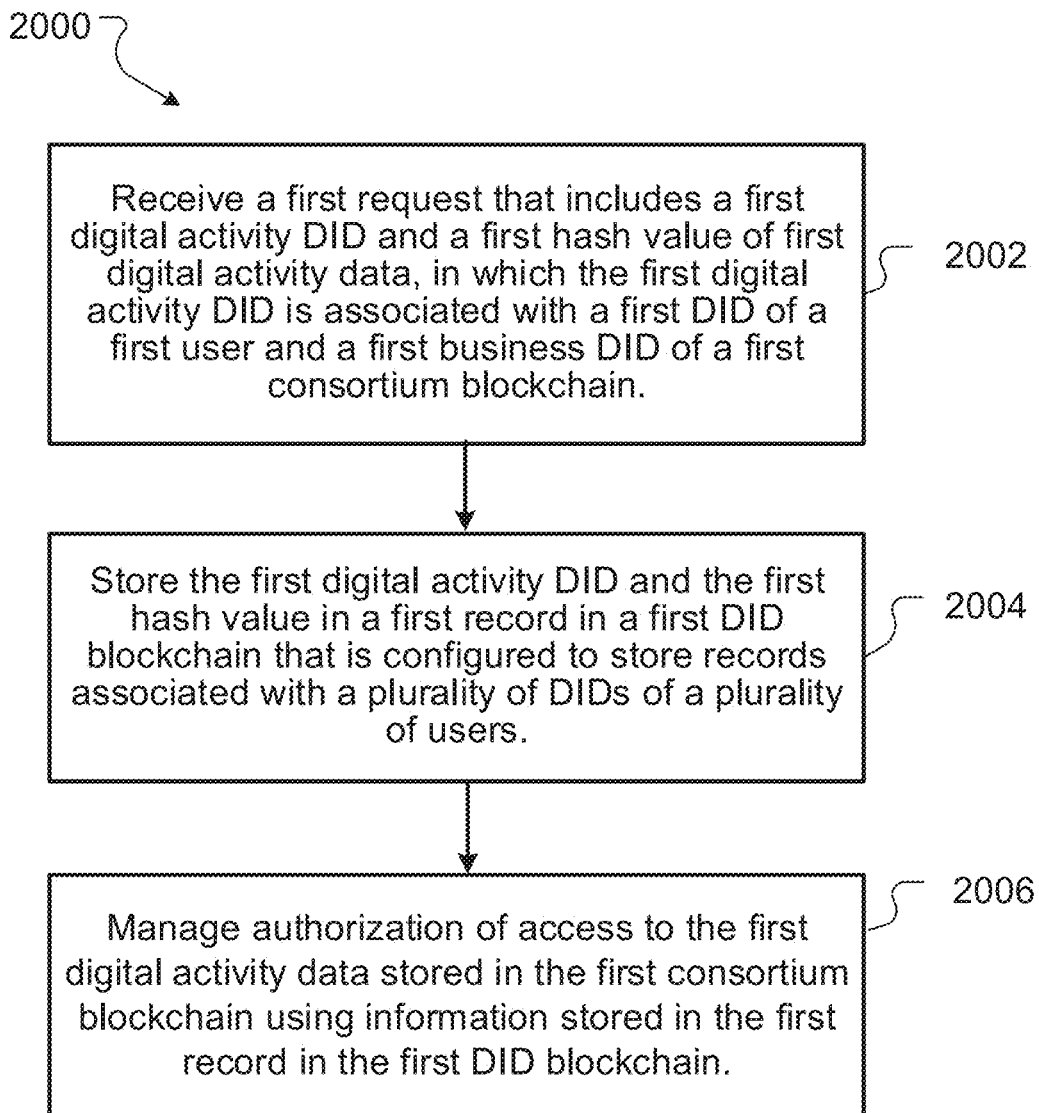 2000
Receive a first request that includes a first
digital activity DID and a first hash value of first
digital activity data, in which the first digital
activity DID is associated with a first DID of a
first user and a first business DID of a first
consortium blockchain.
2002
Store the first digital activity DID and the first
hash value in a first record in a first DID
blockchain that is configured to store records
associated with a plurality of DIDs of a plurality
of users.
2004
Manage authorization of access to the first
digital activity data stored in the first consortium
blockchain using information stored in the first
record in the first DID blockchain.
2006